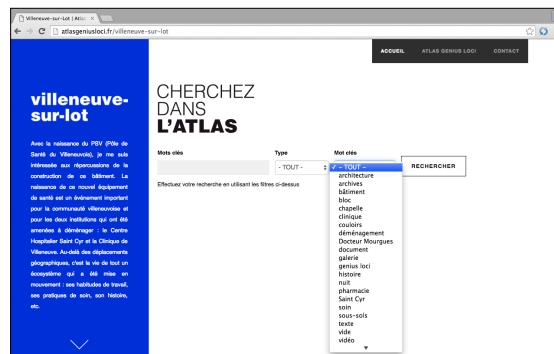 Villeneuve-sur-Lot | Atlas
atlasgeniusloci.fr/villeneuve-sur-lot
ACCUEIL ATLAS GENIUS LOCI CONTACT
villeneuve-
sur-lot
Avec la naissance du PSV (Pôle de
Santé du Villeneuvois), je me suis
intéressée aux répercussions de la
construction de ce bâtiment. La
naissance de ce nouvel équipement
de santé est un événement important
pour la communauté villeneuvoise et
pour les deux institutions qui ont été
amenées à déménager : le Centre
Hospitalier Saint Cyr et la Clinique de
Villeneuve. Au-delà des déplacements
géographiques, c'est la vie de tout un
écosystème qui a été mise en
mouvement : ses habitudes de travail,
ses pratiques de soin, son histoire,
etc.
CHERCHEZ
DANS
L'ATLAS
Mots clés Type Mot clés
- TOUT - ✓ - TOUT - RECHERCHER
Effectuez votre recherche en utilisant les filtres ci-dessus
architecture
archives
bâtiment
bloc
chapelle
clinique
couloirs
déménagement
Docteur Mourgues
document
galerie
genius loci
histoire
nuit
pharmacie
Saint Cyr
soin
sous-sols
texte
vide
vidéo